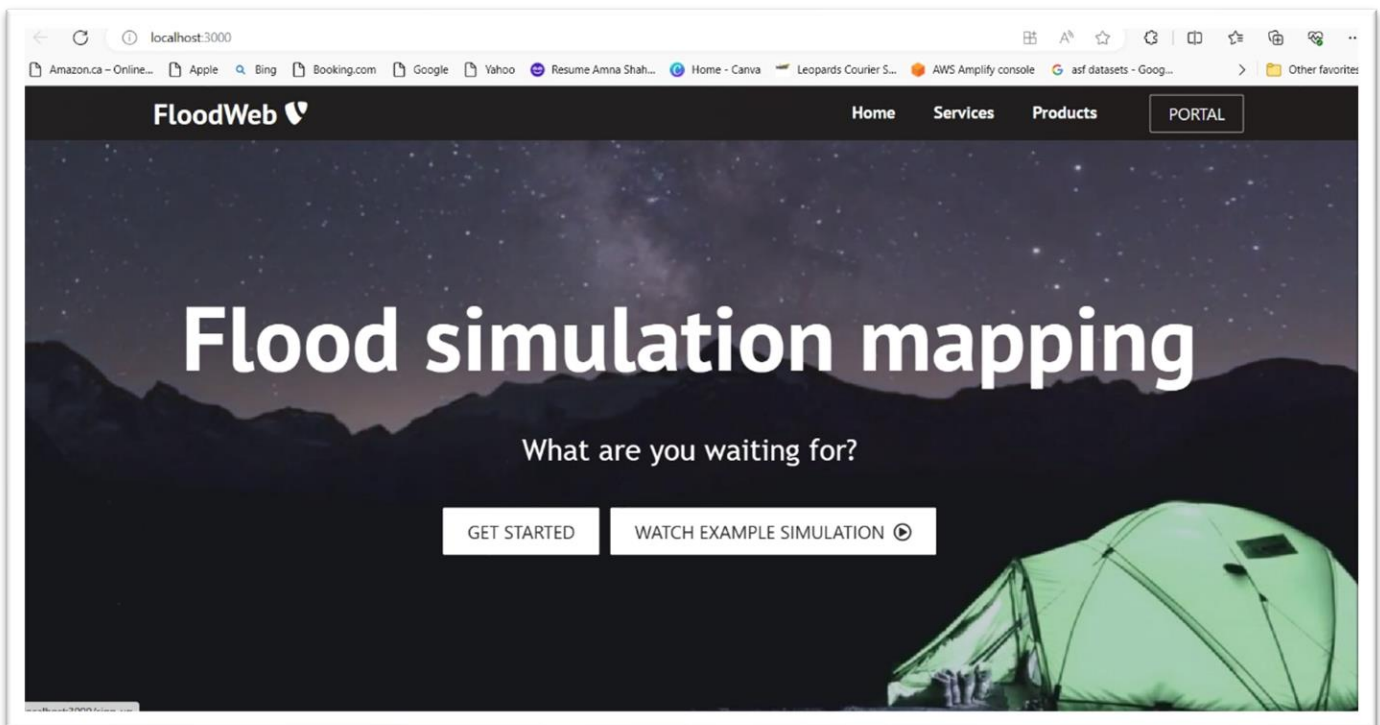 localhost:3000
Amazon.ca – Online... Apple Bing Booking.com Google Yahoo Resume Amna Shah... Home - Canva Leopards Courier S... AWS Amplify console asf datasets - Goog... Other favorites
FloodWeb Home Services Products PORTAL
Flood simulation mapping
What are you waiting for?
GET STARTED WATCH EXAMPLE SIMULATION